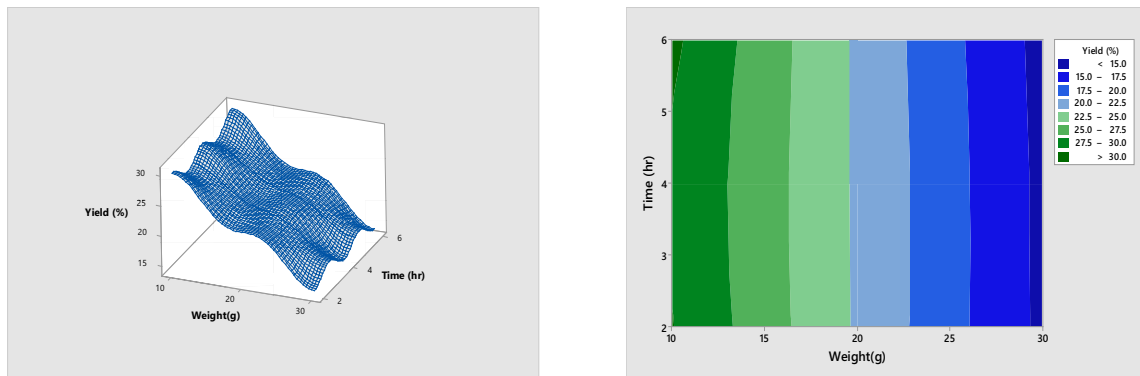 30
25
Yield (%)
20
15
10
20
30
Weight(g)
2
4
6
Time (hr)
6
5
4
3
2
Time (hr)
10
15
20
25
30
Weight(g)
Yield (%)
< 15.0
15.0 – 17.5
17.5 – 20.0
20.0 – 22.5
22.5 – 25.0
25.0 – 27.5
27.5 – 30.0
> 30.0